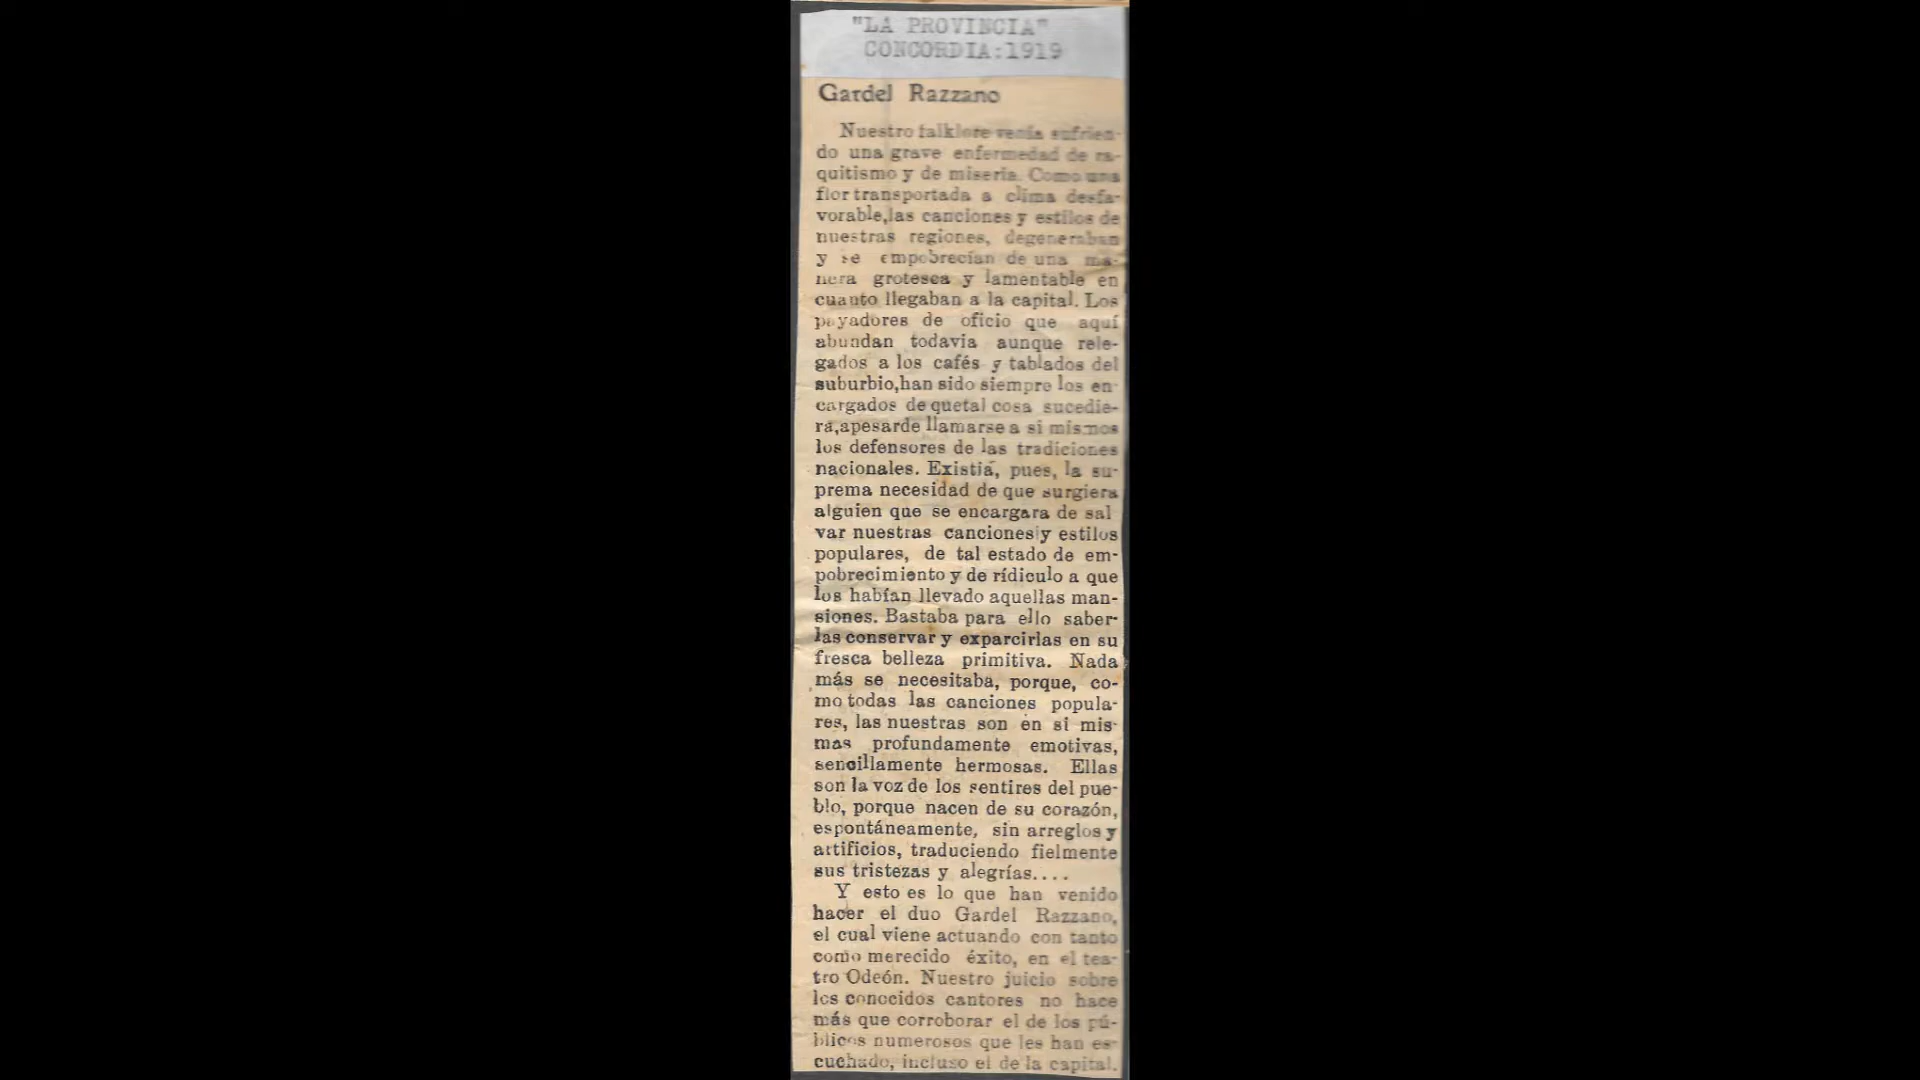 "LA PROVINCIA"
CONCORDIA:1919
Gardel Razzano
Nuestro falklore venía sufrien-
do una grave enfermedad de ra-
quitismo y de miseria. Como una
flor transportada a clima desfa-
vorable,las canciones y estilos de
nuestras regiones, degeneraban
y se empobrecían de una ma-
nera grotesca y lamentable en
cuanto llegaban a la capital. Los
payadores de oficio que aquí
abundan todavia aunque rele-
gados a los cafés y tablados del
suburbio,han sido siempre los en-
cargados de quetal cosa sucedie-
ra,apesarde llamarse a si mismos
los defensores de las tradiciones
nacionales. Existiá, pues, la su-
prema necesidad de que surgiera
alguien que se encargara de sal
var nuestras canciones y estilos
populares, de tal estado de em-
pobrecimiento y de rídiculo a que
los habían llevado aquellas man-
siones. Bastaba para ello saber-
las conservar y exparcirlas en su
fresca belleza primitiva. Nada
más se necesitaba, porque, co-
mo todas las canciones popula-
res, las nuestras son en si mis-
mas profundamente emotivas,
sencillamente hermosas. Ellas
son la voz de los sentires del pue-
blo, porque nacen de su corazón,
espontáneamente, sin arreglos y
artificios, traduciendo fielmente
sus tristezas y alegrías....
Y esto es lo que han venido
hacer el duo Gardel Razzano,
el cual viene actuando con tanto
como merecido éxito, en el tea-
tro Odeón. Nuestro juicio sobre
los conocidos cantores no hace
más que corroborar el de los pú-
blicos numerosos que les han es-
cuchado, incluso el de la capital.